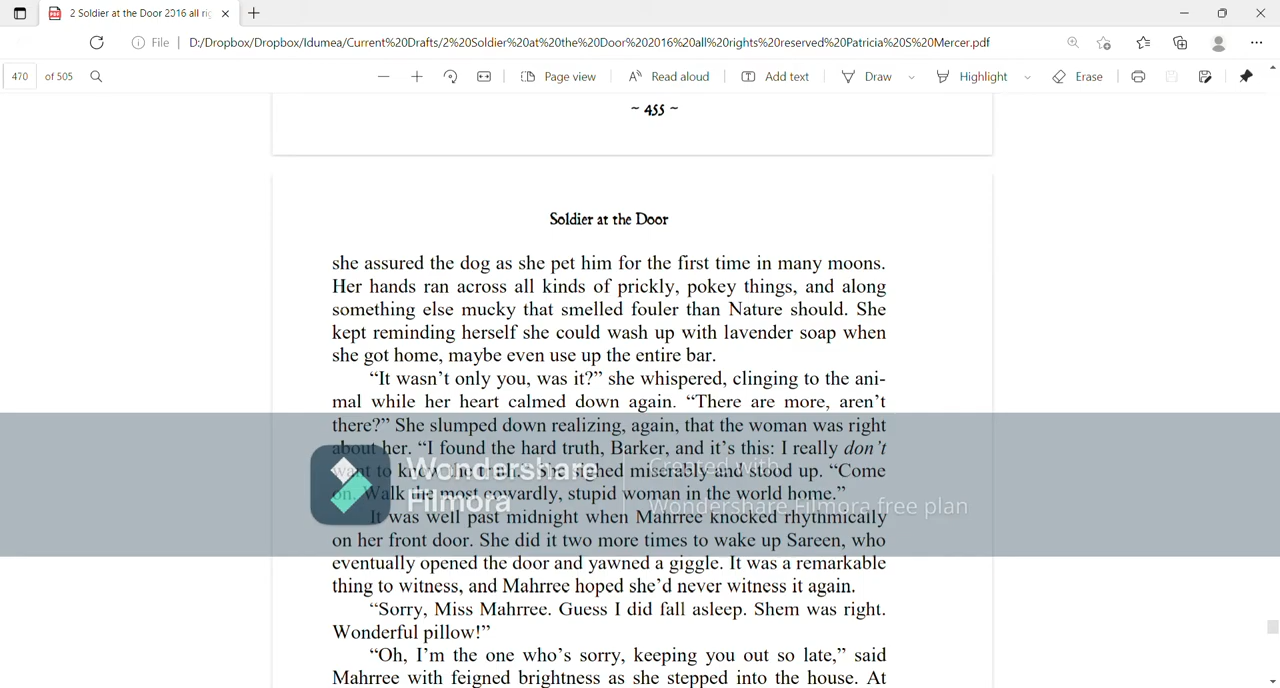 2 Soldier at the Door 2016 all ri
File
D:/Dropbox/Dropbox/Idumea/Current%20Drafts/2%20Soldier%20at%20the%20Door%202016%20all%20rights%20reserved%20Patricia%20S%20Mercer.pdf
470 of 505
Page view
Read aloud
Add text
Draw
Highlight
Erase
~ 455 ~
Soldier at the Door
she assured the dog as she pet him for the first time in many moons.
Her hands ran across all kinds of prickly, pokey things, and along
something else mucky that smelled fouler than Nature should. She
kept reminding herself she could wash up with lavender soap when
she got home, maybe even use up the entire bar.
“It wasn’t only you, was it?” she whispered, clinging to the ani-
mal while her heart calmed down again. “There are more, aren’t
there?” She slumped down realizing, again, that the woman was right
about her. “I found the hard truth, Barker, and it’s this: I really don’t
want to know the truth.” She sighed miserably and stood up. “Come
on. Walk the most cowardly, stupid woman in the world home.”
It was well past midnight when Mahrree knocked rhythmically
on her front door. She did it two more times to wake up Sareen, who
eventually opened the door and yawned a giggle. It was a remarkable
thing to witness, and Mahrree hoped she’d never witness it again.
“Sorry, Miss Mahrree. Guess I did fall asleep. Shem was right.
Wonderful pillow!”
“Oh, I’m the one who’s sorry, keeping you out so late,” said
Mahrree with feigned brightness as she stepped into the house. At
Wondershare
Filmora
Created with
Wondershare Filmora free plan